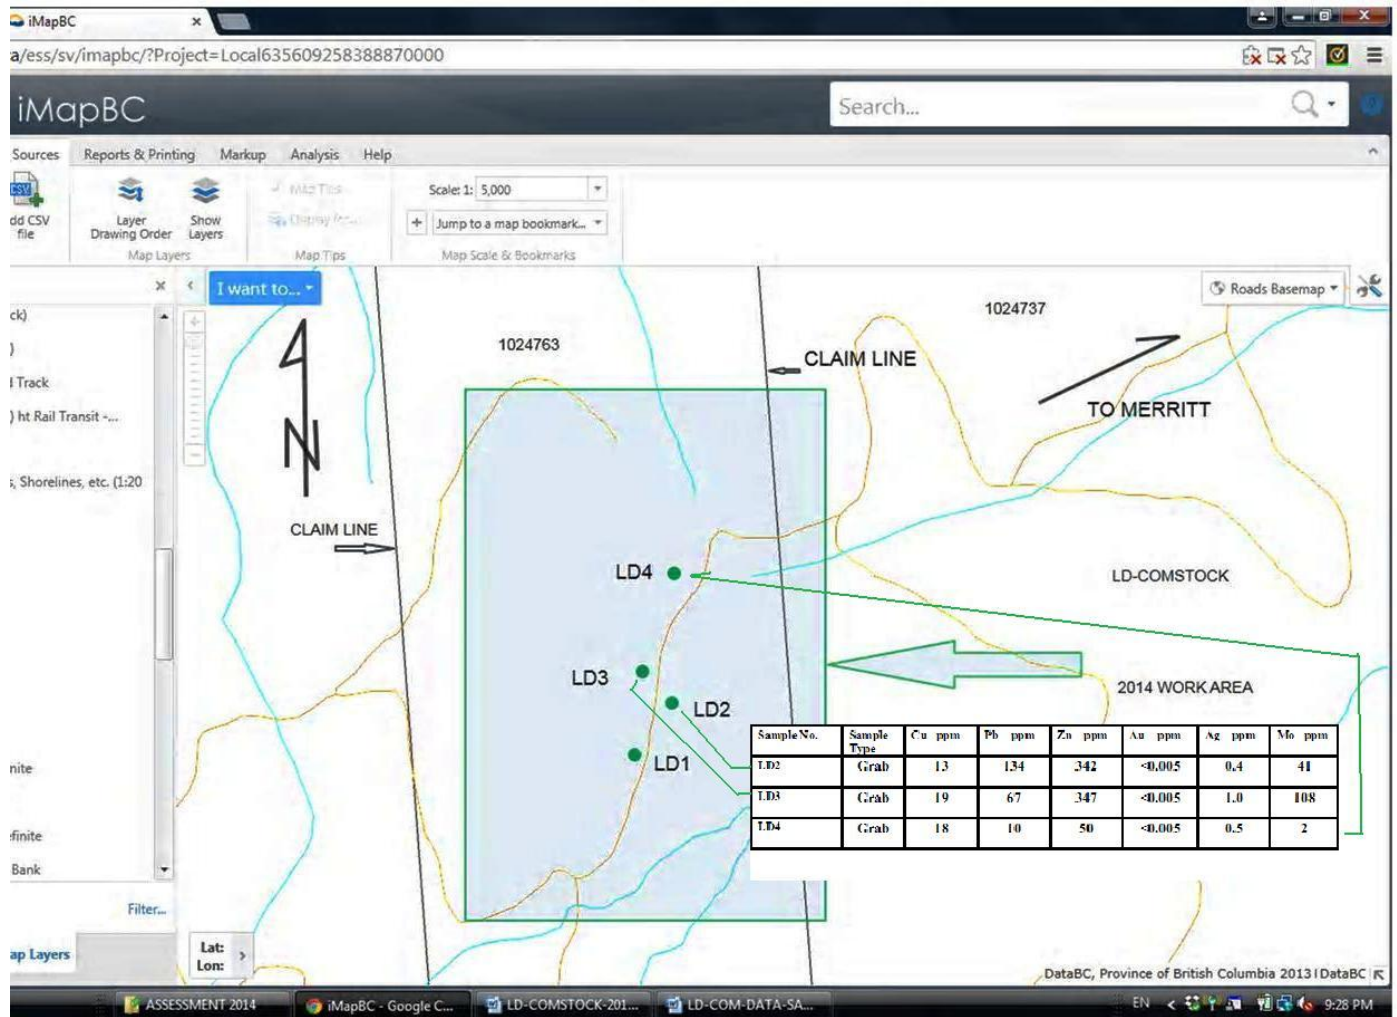 iMapBC
a/ess/sv/imapbc/?Project=Local635609258388870000
iMapBC
Search...
Sources Reports & Printing Markup Analysis Help
CSV
dd CSV
file
Layer
Drawing Order
Show
Layers
Map Tips
Scale: 1: 5,000
Jump to a map bookmark...
Map Layers Map Tips Map Scale & Bookmarks
I want to...
Roads Basemap
ck)
)
l Track
) ht Rail Transit -...
s, Shorelines, etc. (1:20
nite
efinite
Bank
Filter...
ap Layers
1024763
1024737
CLAIM LINE
TO MERRITT
N
CLAIM LINE
LD4
LD-COMSTOCK
LD3
LD2
2014 WORK AREA
LD1
Sample No. Sample Type Cu ppm Pb ppm Zn ppm Au ppm Ag ppm Mo ppm
LD2 Grab 13 134 342 <0.005 0.4 41
LD3 Grab 19 67 347 <0.005 1.0 108
LD4 Grab 18 10 50 <0.005 0.5 2
Lat:
Lon:
DataBC, Province of British Columbia 2013 | DataBC
ASSESSMENT 2014 iMapBC - Google C... LD-COMSTOCK-201... LD-COM-DATA-SA... EN 9:28 PM